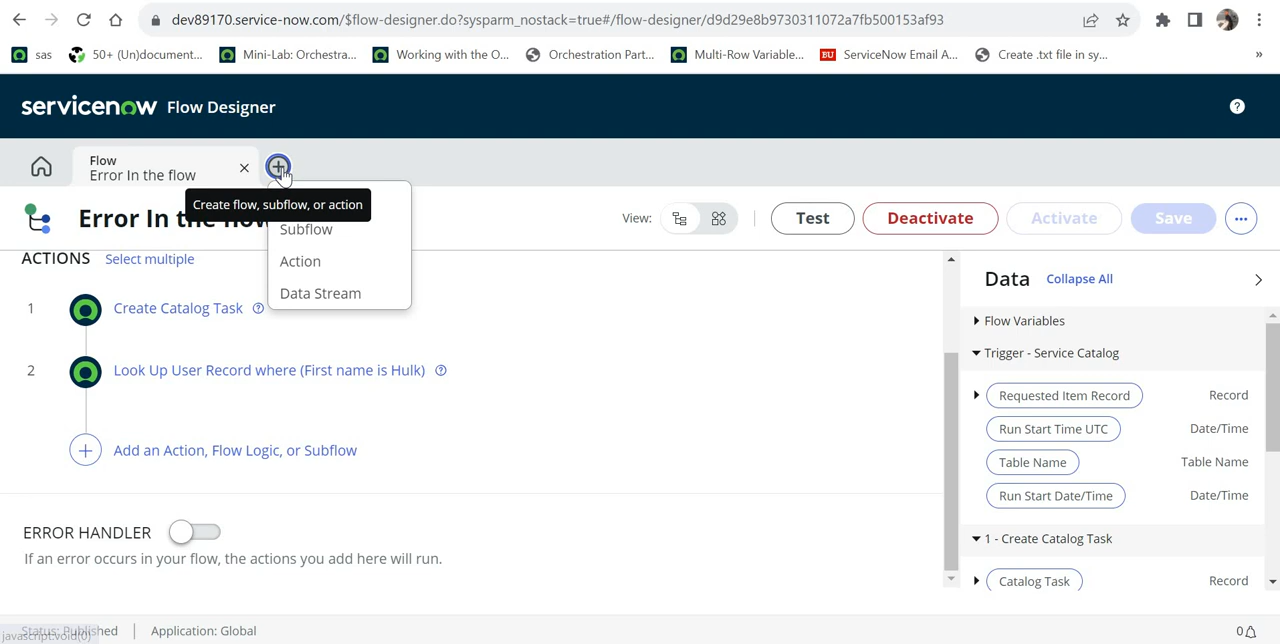 dev89170.service-now.com/$flow-designer.do?sysparm_nostack=true#/flow-designer/d9d29e8b9730311072a7fb500153af93
sas
50+ (Un)document...
Mini-Lab: Orchestra...
Working with the O...
Orchestration Part...
Multi-Row Variable...
BU
ServiceNow Email A...
Create .txt file in sy...
»
servicenow Flow Designer
Flow
Error In the flow
Create flow, subflow, or action
Error In the flow
View:
Test
Deactivate
Activate
Save
Subflow
Action
Data Stream
ACTIONS Select multiple
1 Create Catalog Task
2 Look Up User Record where (First name is Hulk)
Add an Action, Flow Logic, or Subflow
ERROR HANDLER
If an error occurs in your flow, the actions you add here will run.
Data Collapse All
Flow Variables
Trigger - Service Catalog
Requested Item Record Record
Run Start Time UTC Date/Time
Table Name Table Name
Run Start Date/Time Date/Time
1 - Create Catalog Task
Catalog Task Record
Status: Published
javascript:void(0)
Application: Global
0